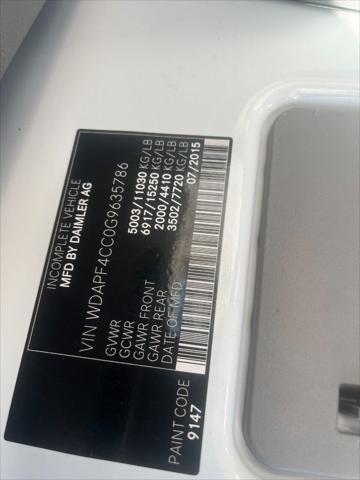 INCOMPLETE VEHICLE
MFD BY DAIMLER AG
VIN WDAPF4CC0G9635786
GVWR 5003/11030 KG/LB
GCWR 6917/15250 KG/LB
GAWR FRONT 2000/4410 KG/LB
GAWR REAR 3502/7720 KG/LB
DATE OF MFD 07/2015
PAINT CODE
9147